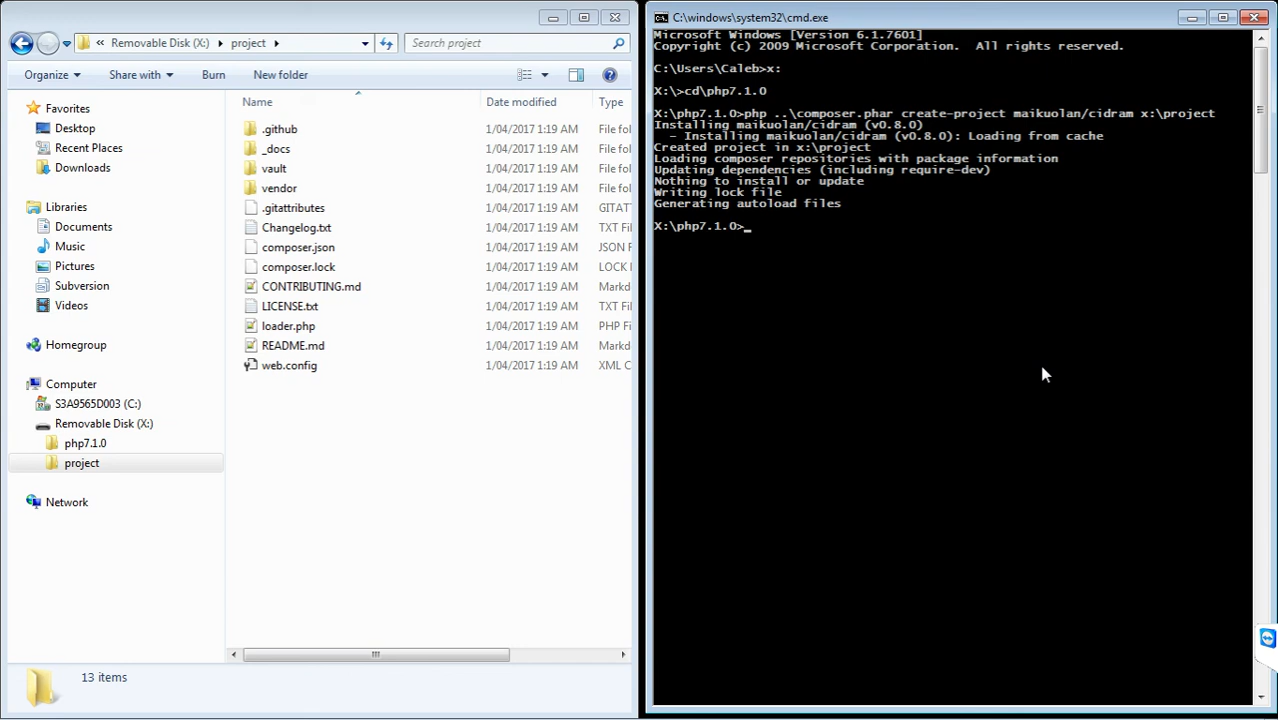 Removable Disk (X:) project
Search project
Organize Share with Burn New folder
Name Date modified Type
Favorites
Desktop
Recent Places
Downloads
Libraries
Documents
Music
Pictures
Subversion
Videos
Homegroup
Computer
S3A9565D003 (C:)
Removable Disk (X:)
php7.1.0
project
Network
.github 1/04/2017 1:19 AM File fol
_docs 1/04/2017 1:19 AM File fol
vault 1/04/2017 1:19 AM File fol
vendor 1/04/2017 1:19 AM File fol
.gitattributes 1/04/2017 1:19 AM GITAT
Changelog.txt 1/04/2017 1:19 AM TXT Fi
composer.json 1/04/2017 1:19 AM JSON F
composer.lock 1/04/2017 1:19 AM LOCK
CONTRIBUTING.md 1/04/2017 1:19 AM Markd
LICENSE.txt 1/04/2017 1:19 AM TXT Fi
loader.php 1/04/2017 1:19 AM PHP Fi
README.md 1/04/2017 1:19 AM Markd
web.config 1/04/2017 1:19 AM XML C
13 items
C:\windows\system32\cmd.exe
Microsoft Windows [Version 6.1.7601]
Copyright (c) 2009 Microsoft Corporation. All rights reserved.
C:\Users\Caleb>x:
X:\>cd\php7.1.0
X:\php7.1.0>php ..\composer.phar create-project maikuolan/cidram x:\project
Installing maikuolan/cidram (v0.8.0)
- Installing maikuolan/cidram (v0.8.0): Loading from cache
Created project in x:\project
Loading composer repositories with package information
Updating dependencies (including require-dev)
Nothing to install or update
Writing lock file
Generating autoload files
X:\php7.1.0>_